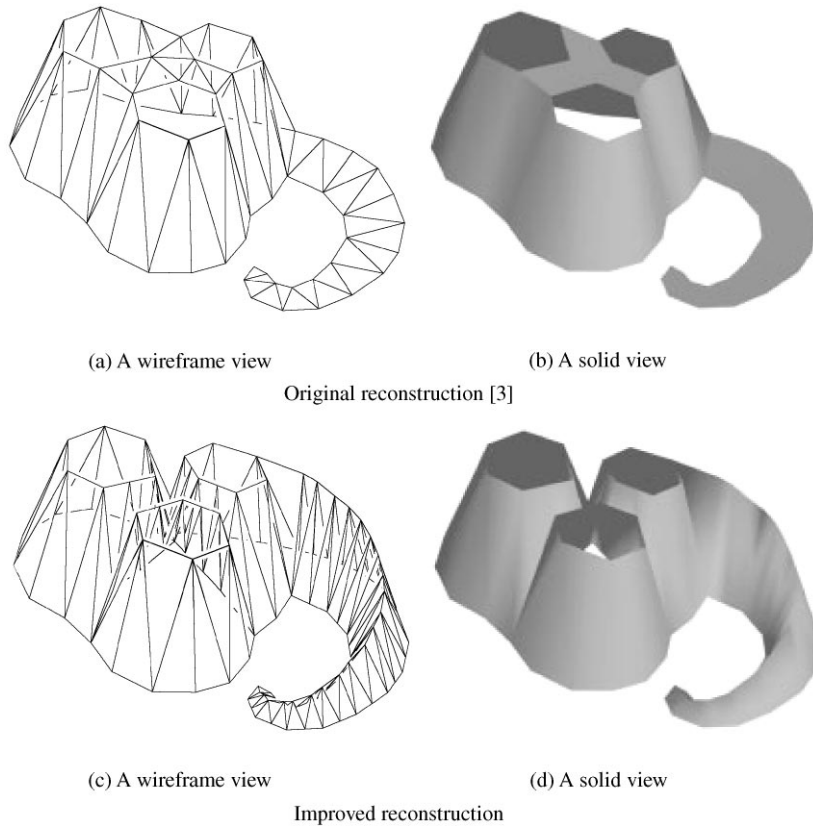 (a) A wireframe view
(b) A solid view
Original reconstruction [3]
(c) A wireframe view
(d) A solid view
Improved reconstruction